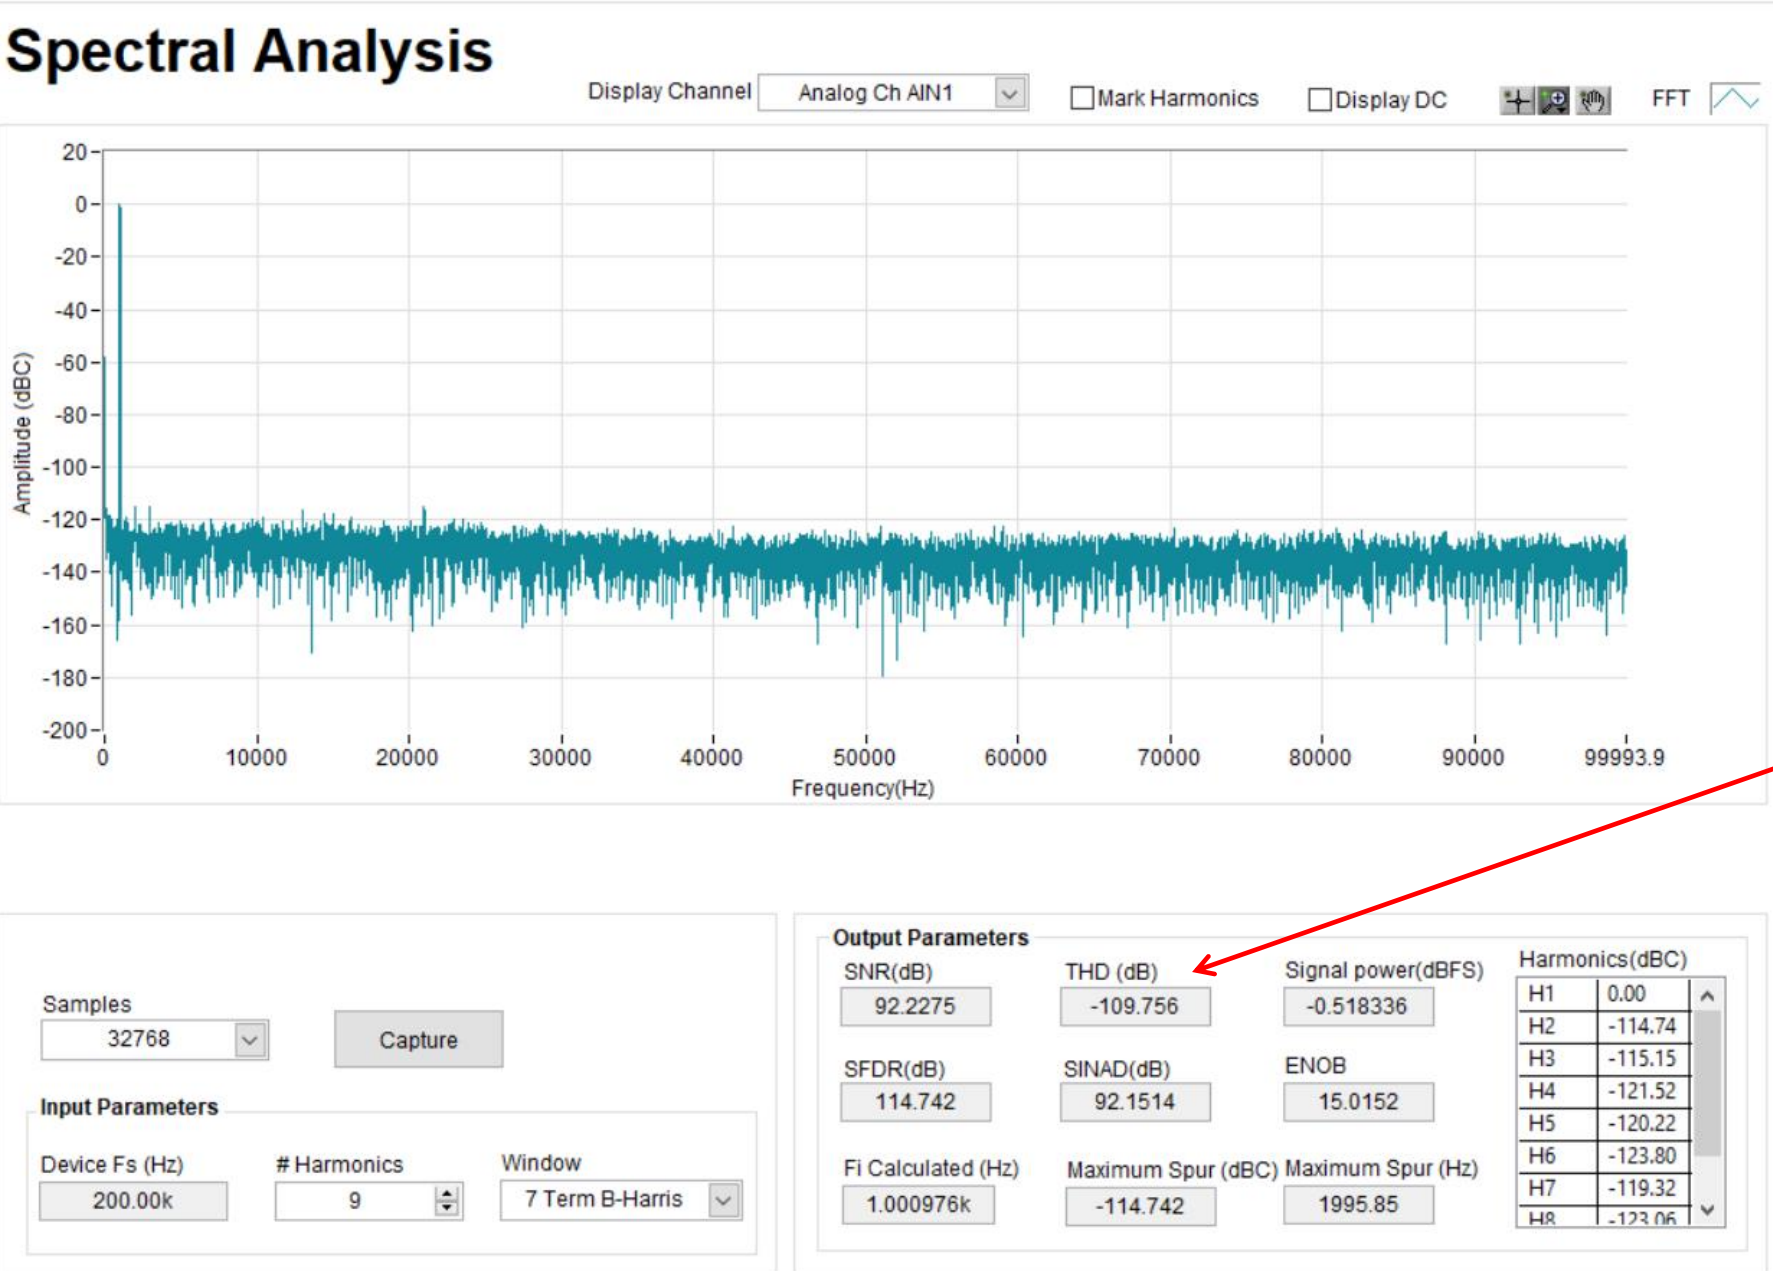 Spectral Analysis
Display Channel Analog Ch AIN1 Mark Harmonics Display DC FFT
20
0
-20
-40
-60
-80
-100
-120
-140
-160
-180
-200
Amplitude (dBC)
0 10000 20000 30000 40000 50000 60000 70000 80000 90000 99993.9
Frequency(Hz)
Samples
32768
Capture
Input Parameters
Device Fs (Hz) # Harmonics Window
200.00k 9 7 Term B-Harris
Output Parameters
SNR(dB) THD (dB) Signal power(dBFS)
92.2275 -109.756 -0.518336
SFDR(dB) SINAD(dB) ENOB
114.742 92.1514 15.0152
Fi Calculated (Hz) Maximum Spur (dBC) Maximum Spur (Hz)
1.000976k -114.742 1995.85
Harmonics(dBC)
H1 0.00
H2 -114.74
H3 -115.15
H4 -121.52
H5 -120.22
H6 -123.80
H7 -119.32
H8 -123.06